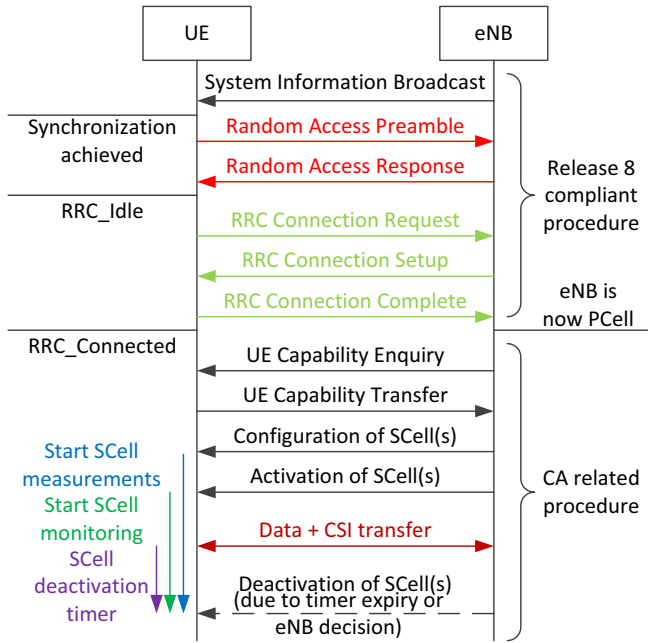 UE
eNB
System Information Broadcast
Synchronization
achieved
Random Access Preamble
Random Access Response
RRC_Idle
RRC Connection Request
RRC Connection Setup
RRC Connection Complete
Release 8
compliant
procedure
eNB is
now PCell
RRC_Connected
UE Capability Enquiry
UE Capability Transfer
Configuration of SCell(s)
Activation of SCell(s)
Start SCell
measurements
Start SCell
monitoring
SCell
deactivation
timer
Data + CSI transfer
Deactivation of SCell(s)
(due to timer expiry or
eNB decision)
CA related
procedure